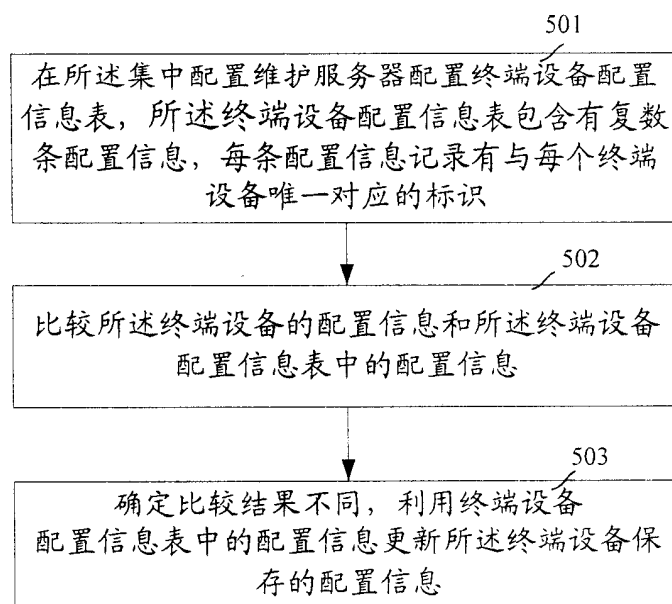 501
在所述集中配置维护服务器配置终端设备配置
信息表，所述终端设备配置信息表包含有复数
条配置信息，每条配置信息记录有与每个终端
设备唯一对应的标识
502
比较所述终端设备的配置信息和所述终端设备
配置信息表中的配置信息
503
确定比较结果不同，利用终端设备
配置信息表中的配置信息更新所述终端设备保
存的配置信息